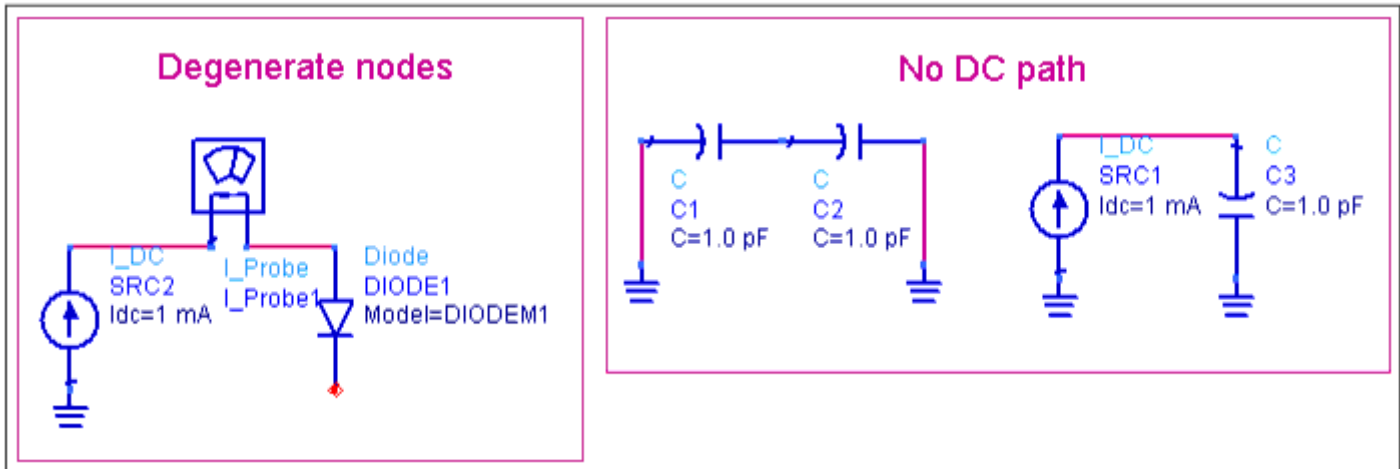 Degenerate nodes
I_DC
SRC2
Idc=1 mA
I_Probe
I_Probe1
Diode
DIODE1
Model=DIODEM1
No DC path
C
C1
C=1.0 pF
C
C2
C=1.0 pF
I_DC
SRC1
Idc=1 mA
C
C3
C=1.0 pF